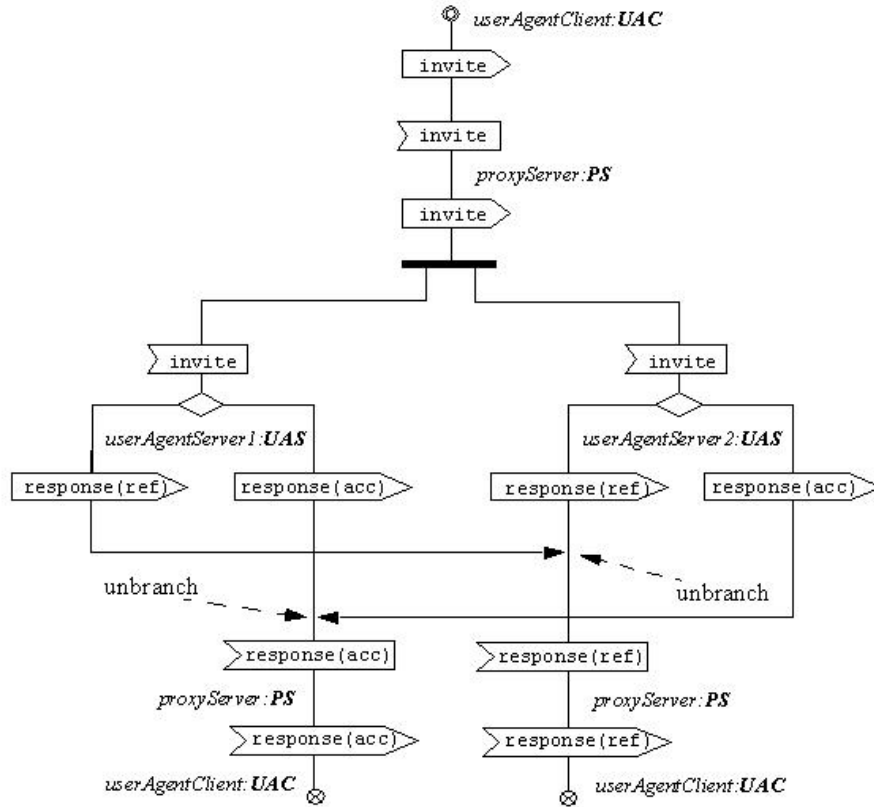 userAgentClient:UAC
invite
invite
proxyServer:PS
invite
invite
invite
userAgentServer1:UAS
userAgentServer2:UAS
response(ref)
response(acc)
response(ref)
response(acc)
unbranch
unbranch
response(acc)
response(ref)
proxyServer:PS
proxyServer:PS
response(acc)
response(ref)
userAgentClient:UAC
userAgentClient:UAC